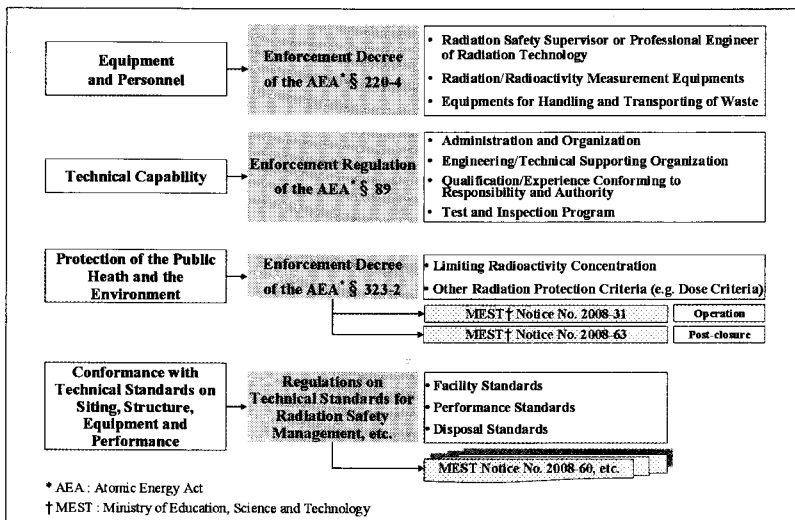 Equipment
and Personnel
Enforcement Decree
of the AEA* § 220-4
• Radiation Safety Supervisor or Professional Engineer
of Radiation Technology
• Radiation/Radioactivity Measurement Equipments
• Equipments for Handling and Transporting of Waste
Technical Capability
Enforcement Regulation
of the AEA* § 89
• Administration and Organization
• Engineering/Technical Supporting Organization
• Qualification/Experience Conforming to
Responsibility and Authority
• Test and Inspection Program
Protection of the Public
Heath and the
Environment
Enforcement Decree
of the AEA* § 323-2
• Limiting Radioactivity Concentration
• Other Radiation Protection Criteria (e.g. Dose Criteria)
MEST† Notice No. 2008-31
Operation
MEST† Notice No. 2008-63
Post-closure
Conformance with
Technical Standards on
Siting, Structure,
Equipment and
Performance
Regulations on
Technical Standards for
Radiation Safety
Management, etc.
• Facility Standards
• Performance Standards
• Disposal Standards
MEST Notice No. 2008-60, etc.
* AEA : Atomic Energy Act
† MEST : Ministry of Education, Science and Technology